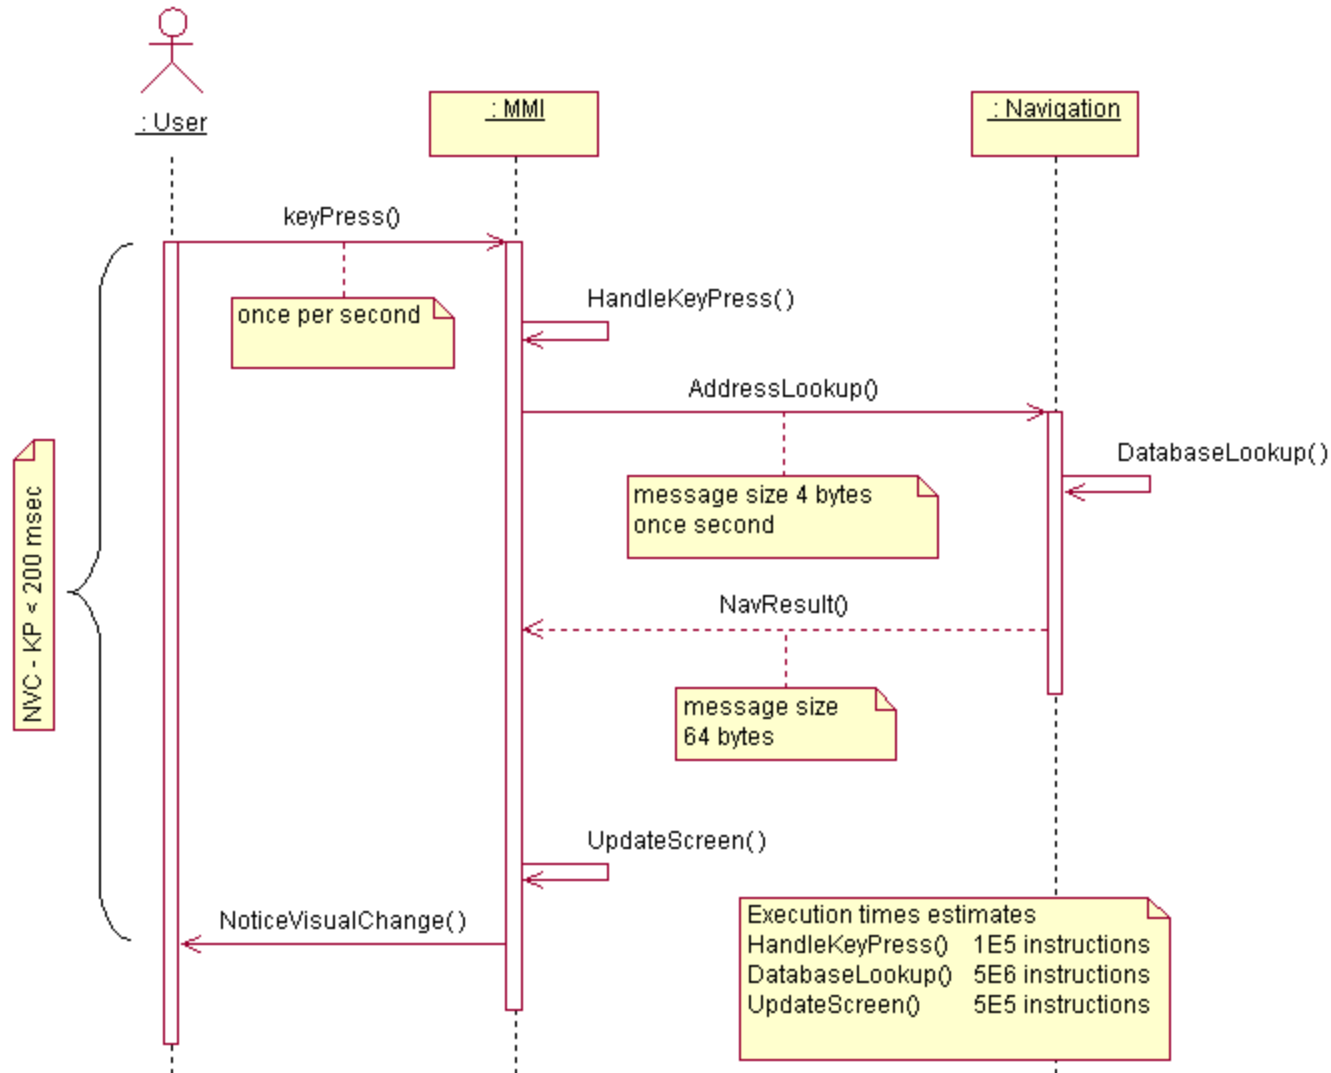 : User
: MMI
: Navigation
keyPress()
once per second
HandleKeyPress()
AddressLookup()
message size 4 bytes
once second
DatabaseLookup()
NVC - KP < 200 msec
NavResult()
message size
64 bytes
UpdateScreen()
NoticeVisualChange()
Execution times estimates
HandleKeyPress() 1E5 instructions
DatabaseLookup() 5E6 instructions
UpdateScreen() 5E5 instructions